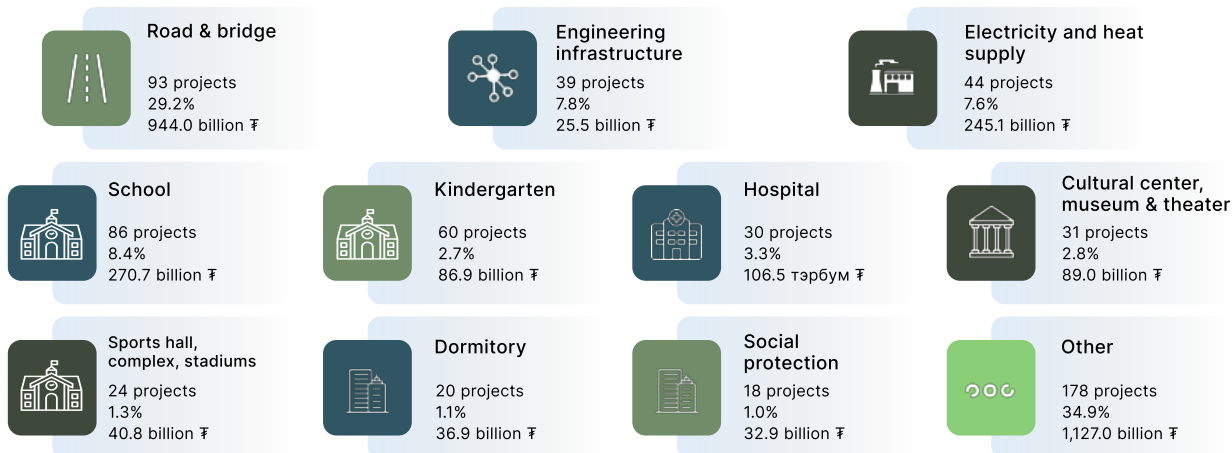 Road & bridge
93 projects
29.2%
944.0 billion ₮
Engineering
infrastructure
39 projects
7.8%
25.5 billion ₮
Electricity and heat
supply
44 projects
7.6%
245.1 billion ₮
School
86 projects
8.4%
270.7 billion ₮
Kindergarten
60 projects
2.7%
86.9 billion ₮
Hospital
30 projects
3.3%
106.5 тэрбум ₮
Cultural center,
museum & theater
31 projects
2.8%
89.0 billion ₮
Sports hall,
complex, stadiums
24 projects
1.3%
40.8 billion ₮
Dormitory
20 projects
1.1%
36.9 billion ₮
Social
protection
18 projects
1.0%
32.9 billion ₮
Other
178 projects
34.9%
1,127.0 billion ₮